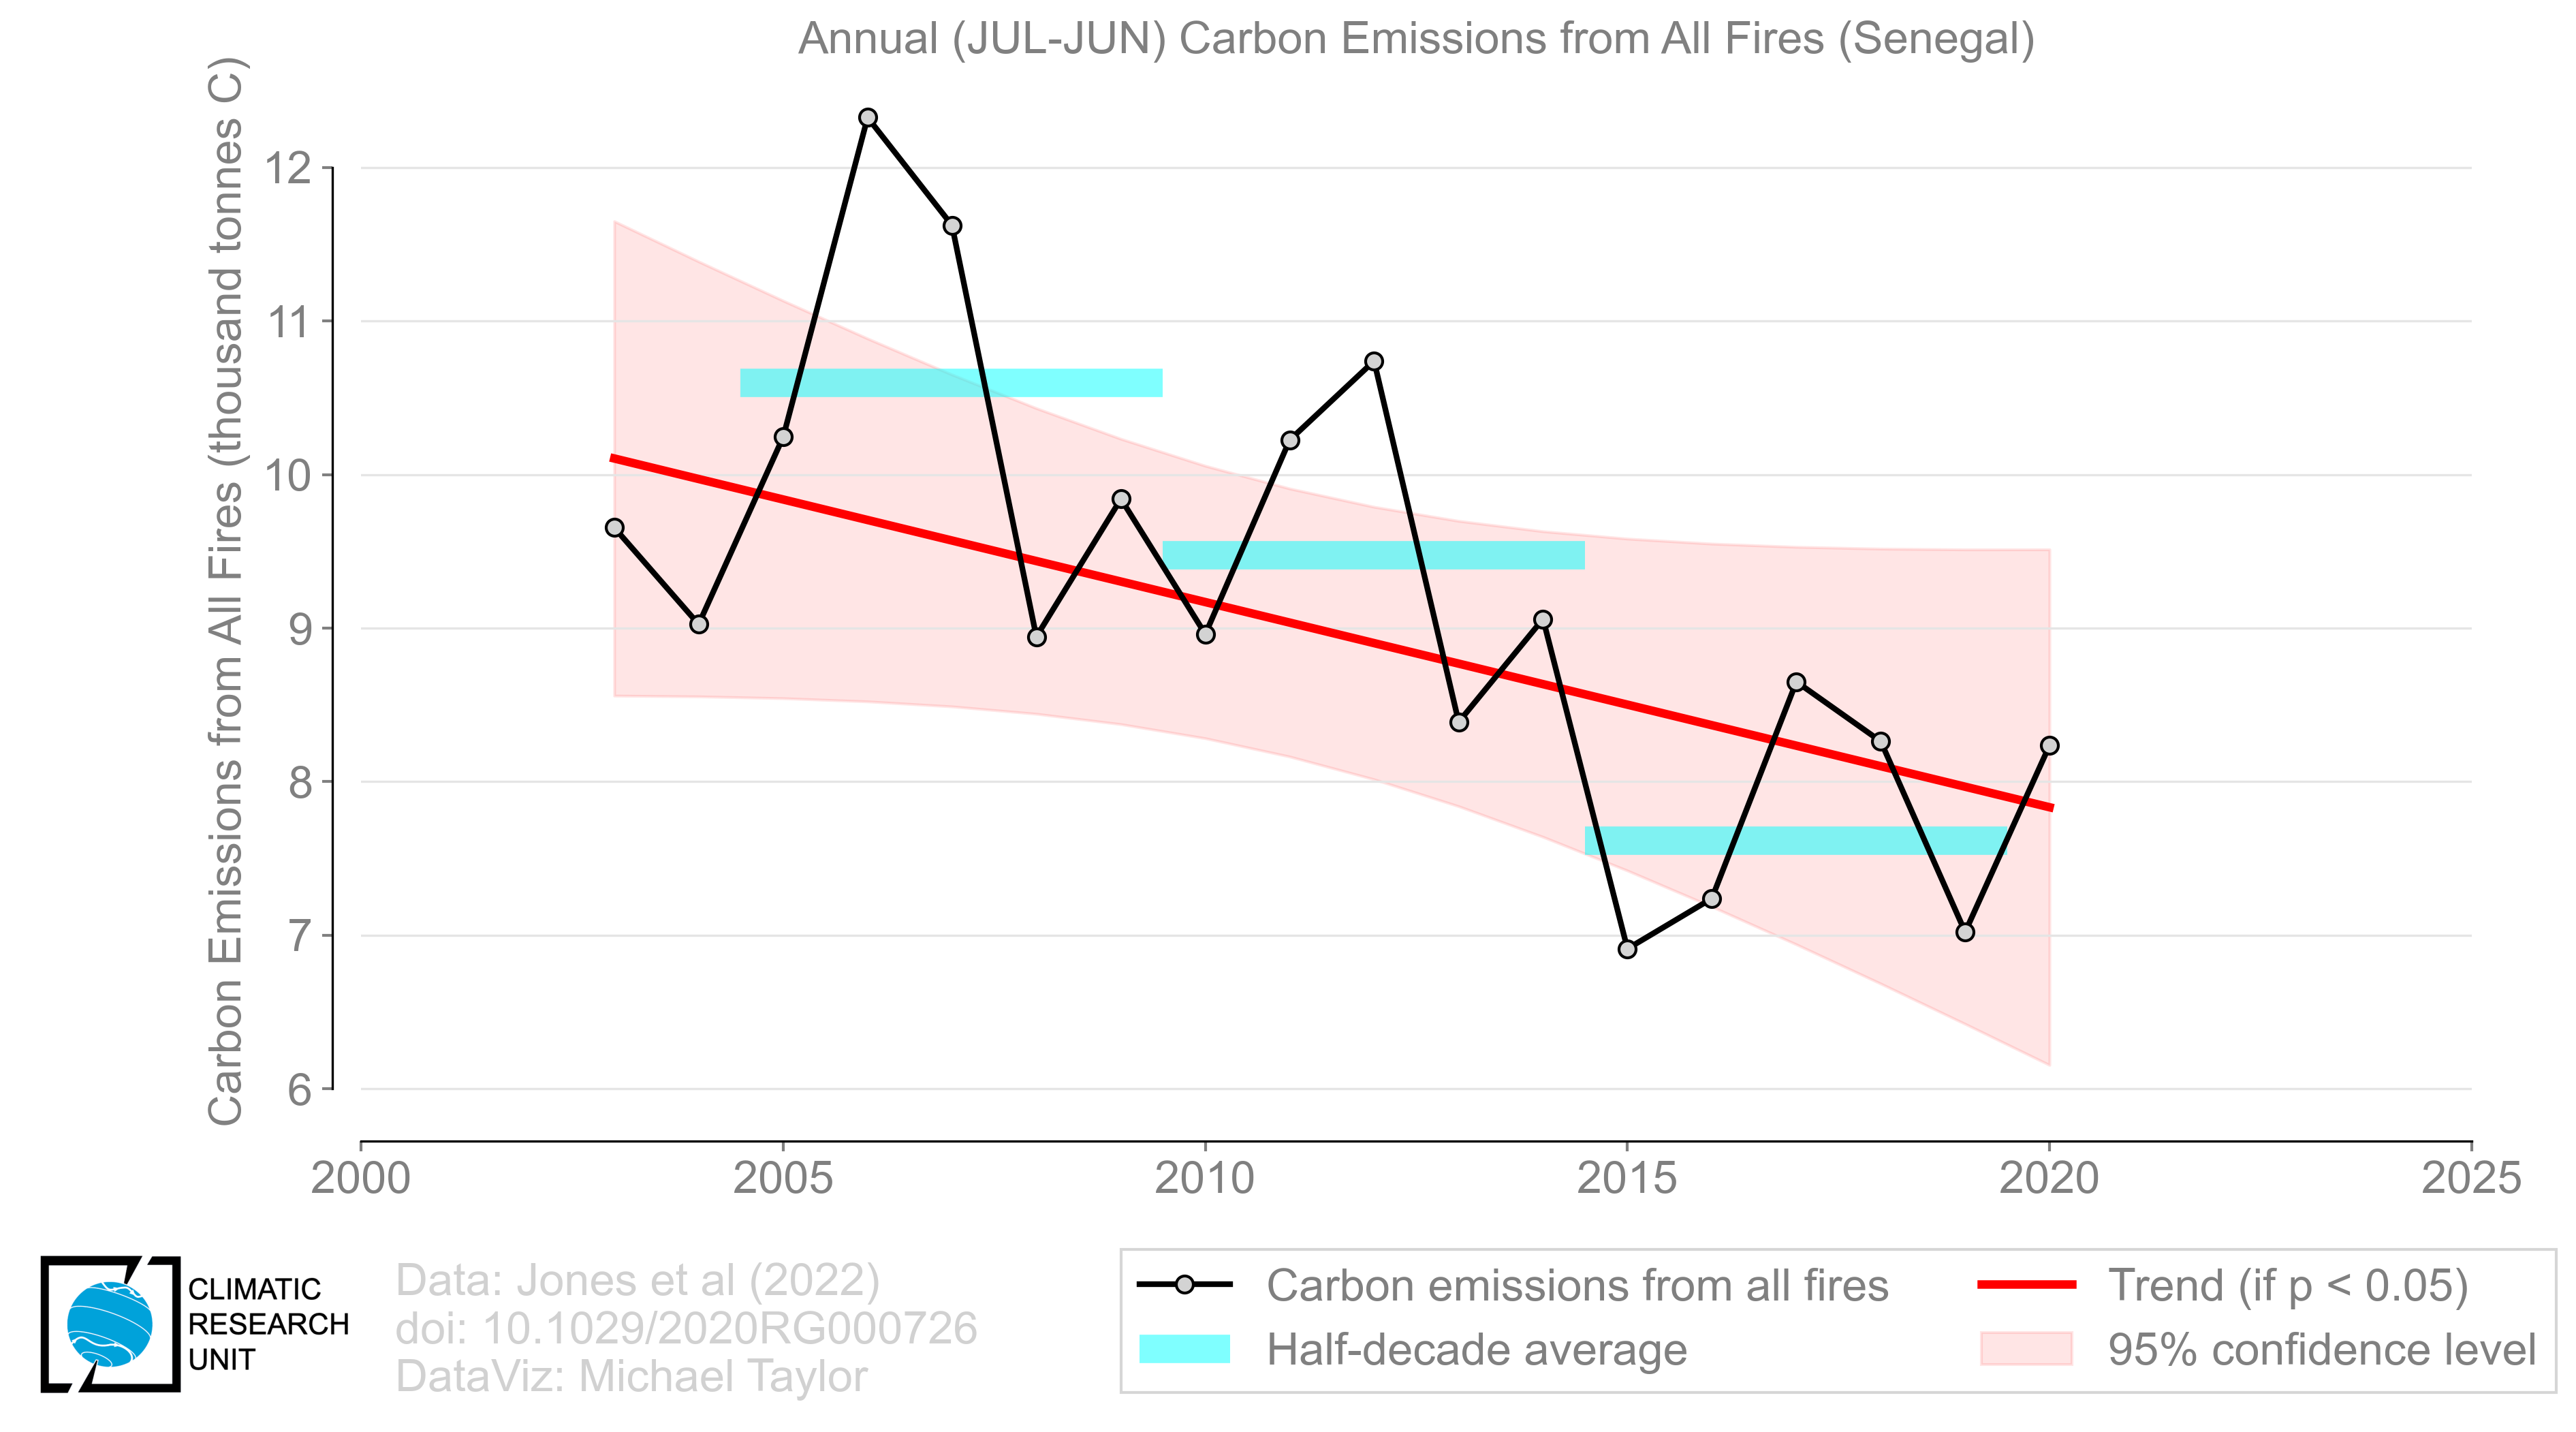 Annual (JUL-JUN) Carbon Emissions from All Fires (Senegal)
Carbon Emissions from All Fires (thousand tonnes C)
12
11
10
9
8
7
6
2000 2005 2010 2015 2020 2025
CLIMATIC
RESEARCH
UNIT
Data: Jones et al (2022)
doi: 10.1029/2020RG000726
DataViz: Michael Taylor
Carbon emissions from all fires
Half-decade average
Trend (if p < 0.05)
95% confidence level